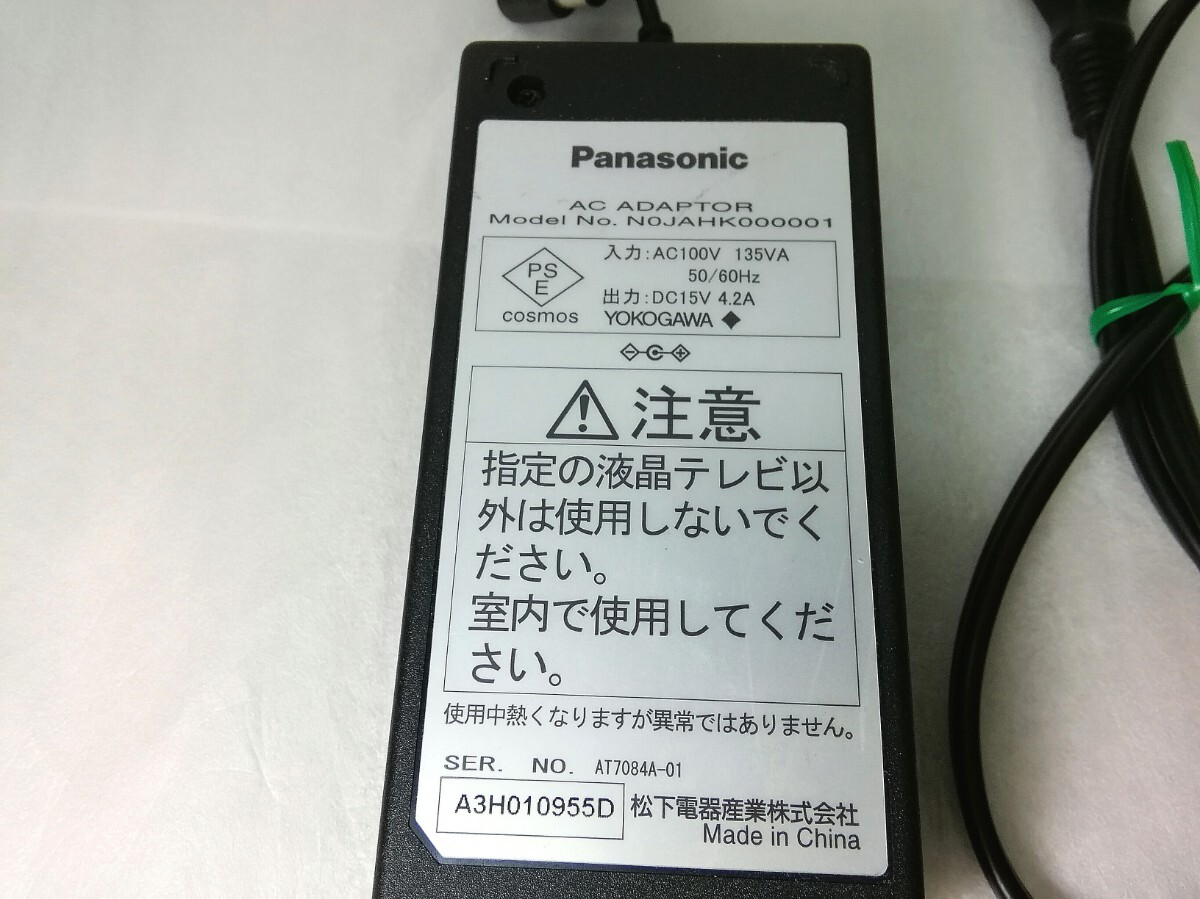 Panasonic
AC ADAPTOR
Model No. N0JAHK000001
PS
E
cosmos
入力:AC100V 135VA
50/60Hz
出力:DC15V 4.2A
YOKOGAWA
注意
指定の液晶テレビ以
外は使用しないでく
ださい。
室内で使用してくだ
さい。
使用中熱くなりますが異常ではありません。
SER. NO. AT7084A-01
A3H010955D 松下電器産業株式会社
Made in China